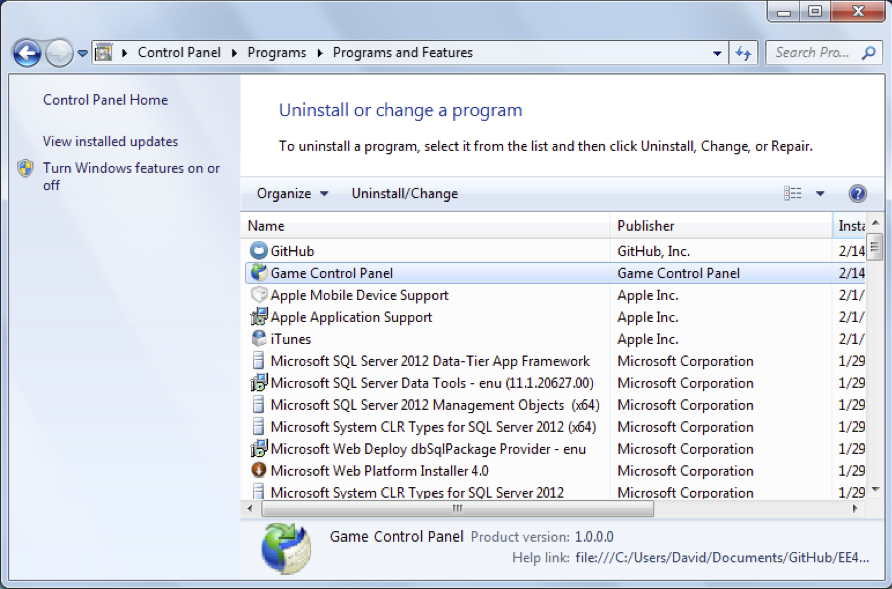 Control Panel Programs Programs and Features Search Pro...
Control Panel Home
View installed updates
Turn Windows features on or
off
Uninstall or change a program
To uninstall a program, select it from the list and then click Uninstall, Change, or Repair.
Organize Uninstall/Change
Name Publisher Insta
GitHub GitHub, Inc. 2/14
Game Control Panel Game Control Panel 2/14
Apple Mobile Device Support Apple Inc. 2/1/
Apple Application Support Apple Inc. 2/1/
iTunes Apple Inc. 2/1/
Microsoft SQL Server 2012 Data-Tier App Framework Microsoft Corporation 1/29
Microsoft SQL Server Data Tools - enu (11.1.20627.00) Microsoft Corporation 1/29
Microsoft SQL Server 2012 Management Objects (x64) Microsoft Corporation 1/29
Microsoft System CLR Types for SQL Server 2012 (x64) Microsoft Corporation 1/29
Microsoft Web Deploy dbSqlPackage Provider - enu Microsoft Corporation 1/29
Microsoft Web Platform Installer 4.0 Microsoft Corporation 1/29
Microsoft System CLR Types for SQL Server 2012 Microsoft Corporation 1/29
Game Control Panel Product version: 1.0.0.0
Help link: file:///C:/Users/David/Documents/GitHub/EE4...